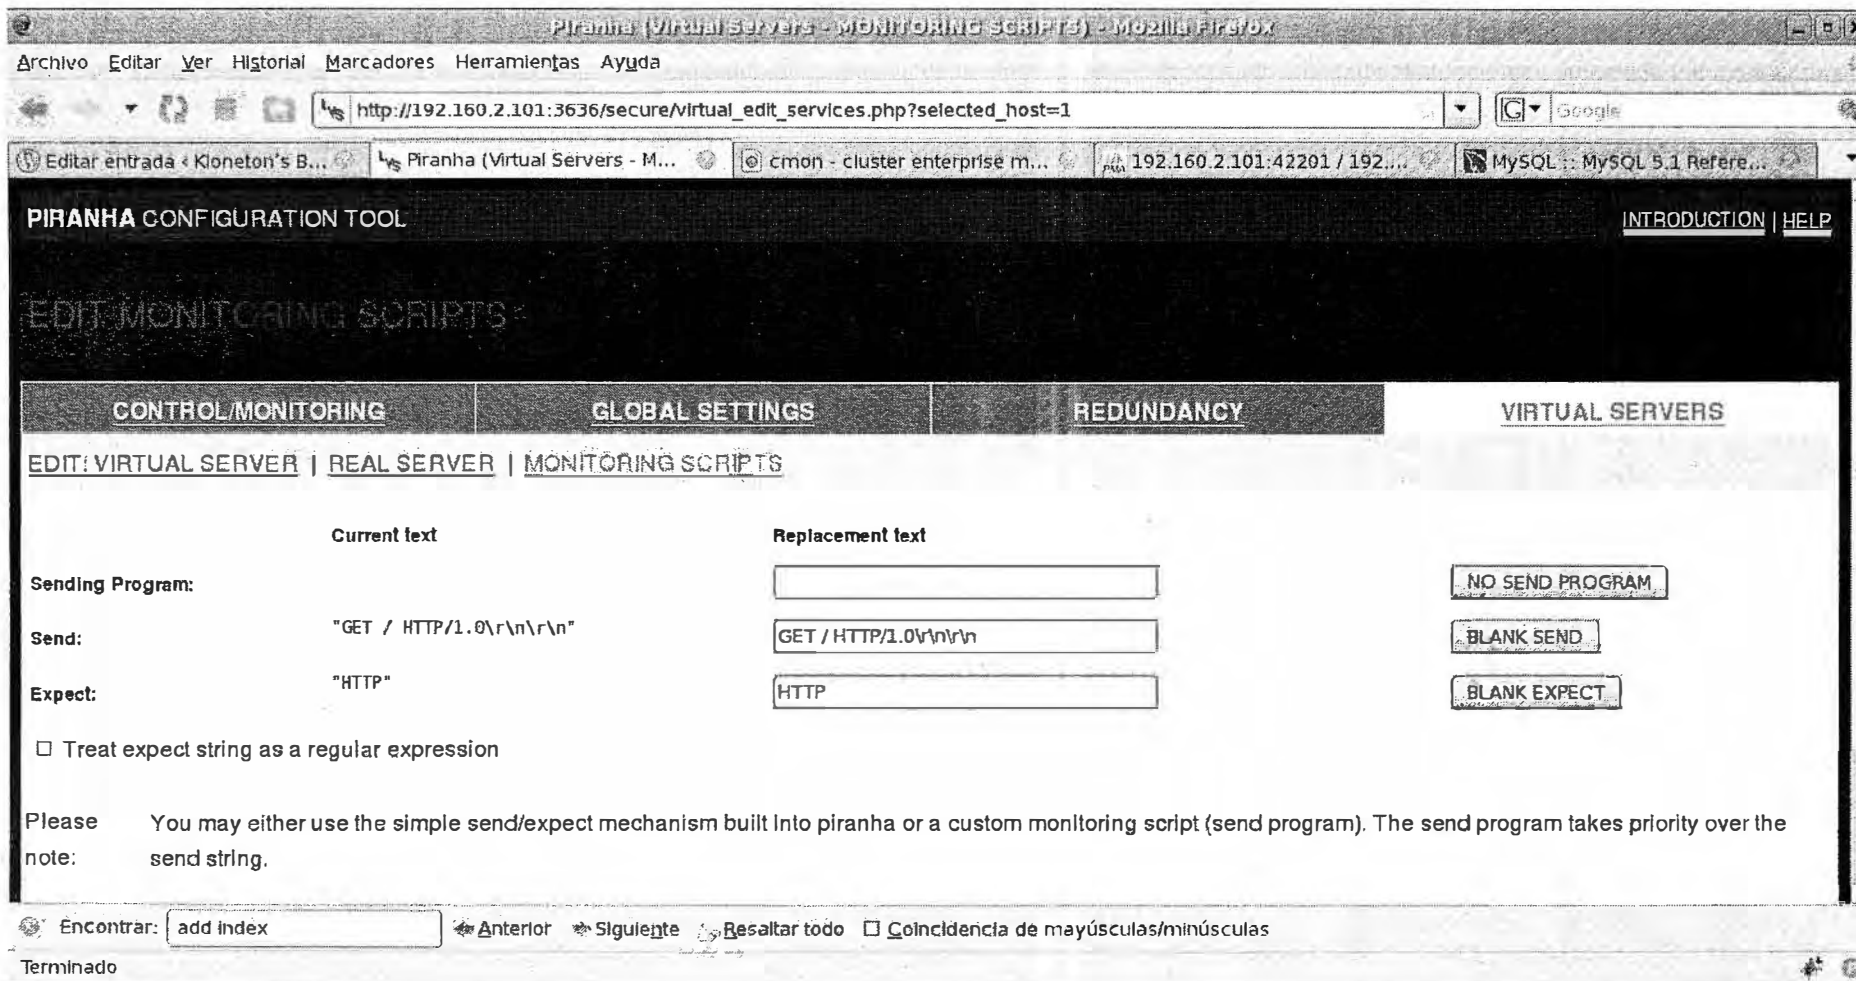 Piranha (Virtual Servers - MONITORING SCRIPTS) - Mozilla Firefox
Archivo Editar Ver Historial Marcadores Herramientas Ayuda
http://192.160.2.101:3636/secure/virtual_edit_services.php?selected_host=1 Google
Editar entrada ‹ Kloneton's B... Piranha (Virtual Servers - M... cmon - cluster enterprise m... 192.160.2.101:42201 / 192.... MySQL :: MySQL 5.1 Refere...
PIRANHA CONFIGURATION TOOL INTRODUCTION | HELP
EDIT MONITORING SCRIPTS
CONTROL/MONITORING GLOBAL SETTINGS REDUNDANCY VIRTUAL SERVERS
EDIT: VIRTUAL SERVER | REAL SERVER | MONITORING SCRIPTS
Current text Replacement text
Sending Program: NO SEND PROGRAM
Send: "GET / HTTP/1.0\r\n\r\n" GET / HTTP/1.0\r\n\r\n BLANK SEND
Expect: "HTTP" HTTP BLANK EXPECT
Treat expect string as a regular expression
Please note: You may either use the simple send/expect mechanism built into piranha or a custom monitoring script (send program). The send program takes priority over the
send string.
Encontrar: add index Anterior Siguiente Resaltar todo Coincidencia de mayúsculas/minúsculas
Terminado